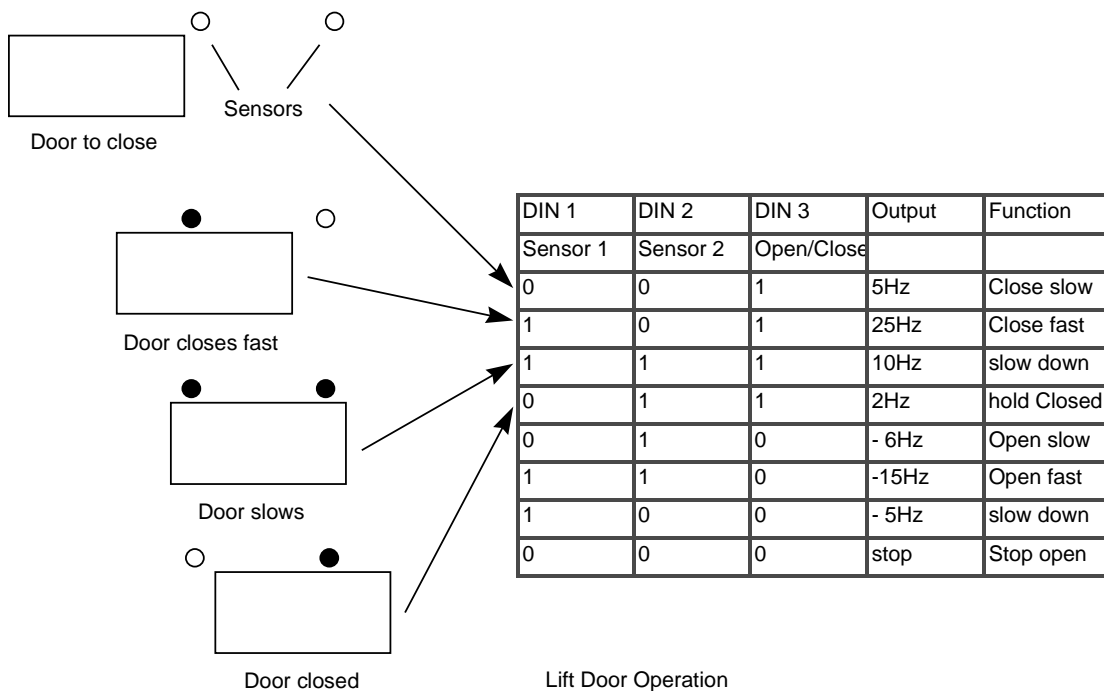 Sensors
Door to close
Door closes fast
Door slows
Door closed
DIN 1 DIN 2 DIN 3 Output Function
Sensor 1 Sensor 2 Open/Close
0 0 1 5Hz Close slow
1 0 1 25Hz Close fast
1 1 1 10Hz slow down
0 1 1 2Hz hold Closed
0 1 0 - 6Hz Open slow
1 1 0 -15Hz Open fast
1 0 0 - 5Hz slow down
0 0 0 stop Stop open
Lift Door Operation